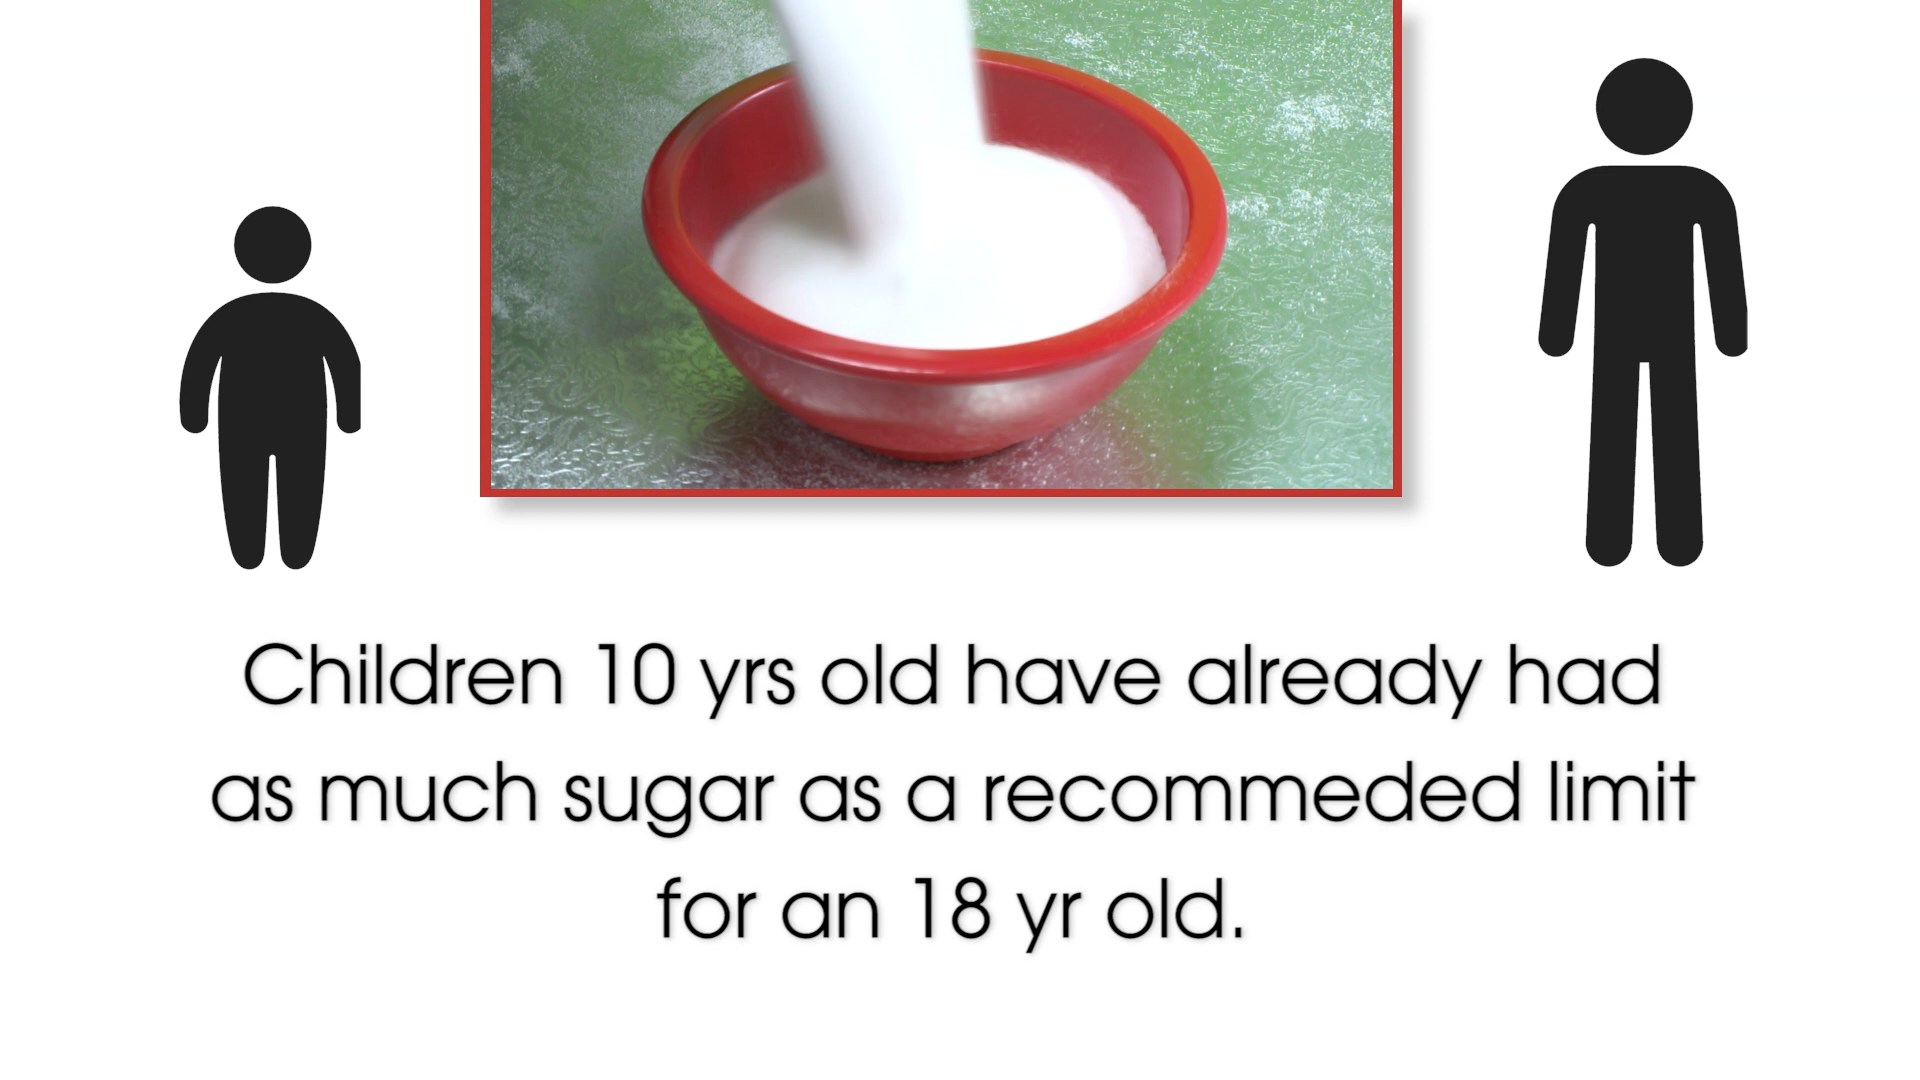 Children 10 yrs old have already had
as much sugar as a recommeded limit
for an 18 yr old.